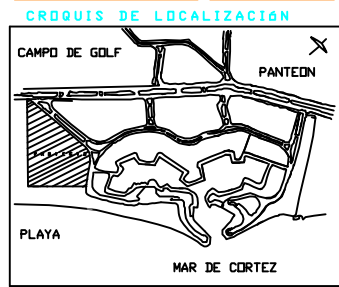 CROQUIS DE LOCALIZACIóN
CAMPO DE GOLF
PANTEON
PLAYA
MAR DE CORTEZ